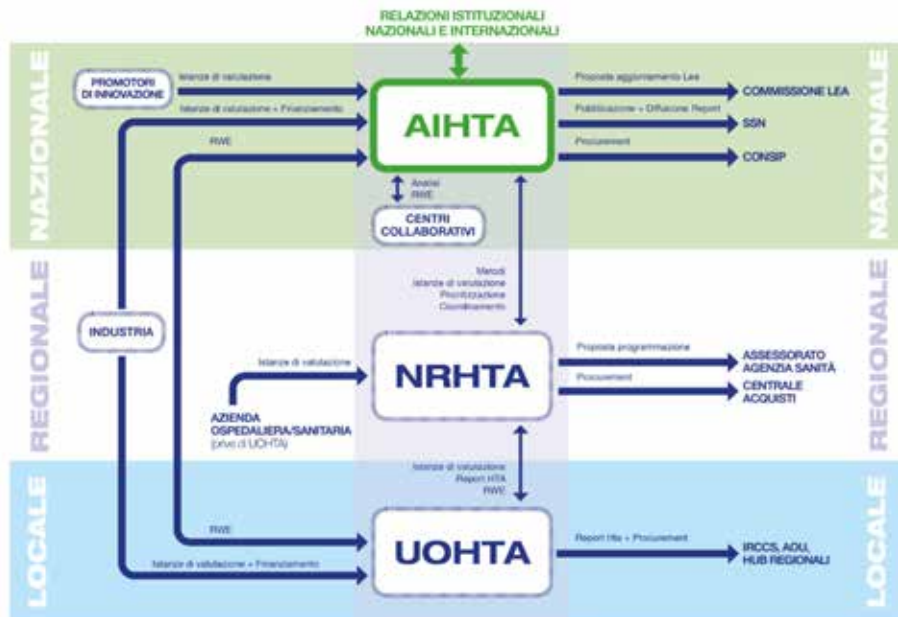 RELAZIONI ISTITUZIONALI
NAZIONALI E INTERNAZIONALI
NAZIONALE
PROMOTORI
DI INNOVAZIONE
Istanze di valutazione
Istanze di valutazione + Finanziamento
RWE
AIHTA
Proposta aggiornamento Lea
COMMISSIONE LEA
Pubblicazione + Diffusione Report
SSN
Procurement
CONSIP
NAZIONALE
Analisi
RWE
CENTRI
COLLABORATIVI
Metodi
Istanze di valutazione
Prioritizzazione
Coordinamento
REGIONALE
INDUSTRIA
Istanze di valutazione
AZIENDA
OSPEDALIERA/SANITARIA
(prive di UOHTA)
NRHTA
Proposta programmazione
ASSESSORATO
AGENZIA SANITÀ
Procurement
CENTRALE
ACQUISTI
REGIONALE
Istanze di valutazione
Report HTA
RWE
LOCALE
RWE
Istanze di valutazione + Finanziamento
UOHTA
Report Hta + Procurement
IRCCS, AOU,
HUB REGIONALI
LOCALE